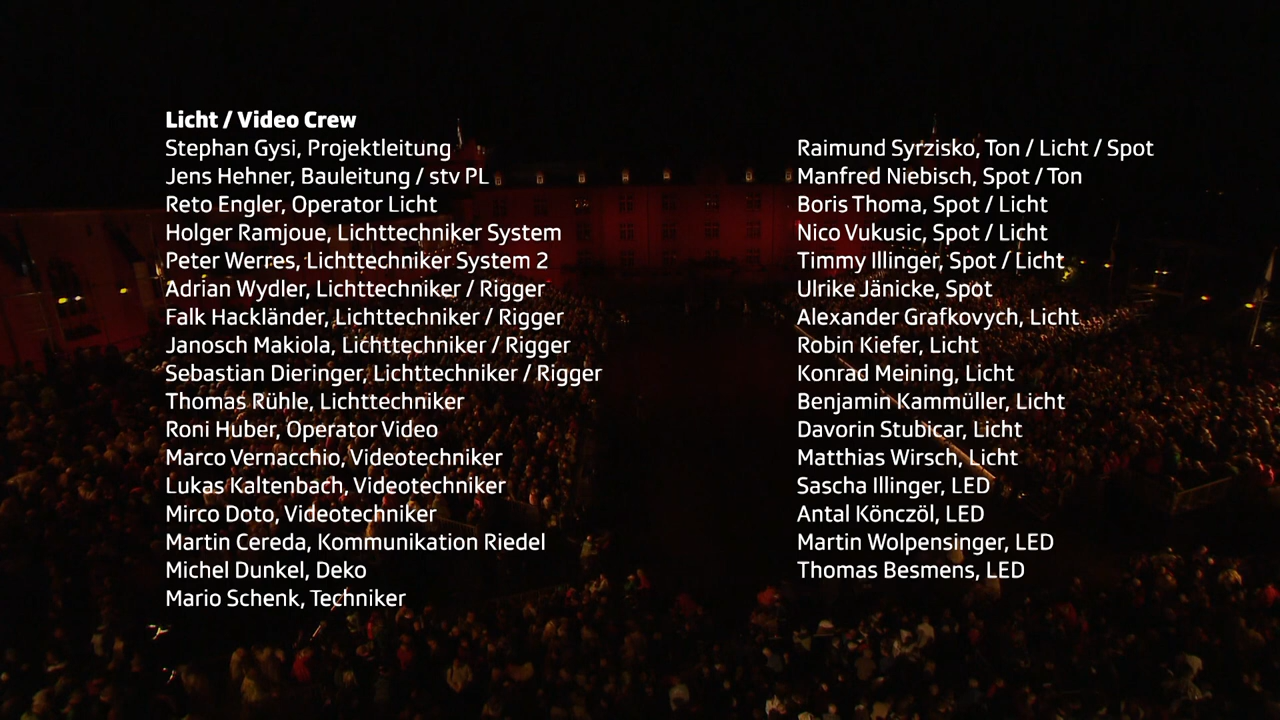 Licht / Video Crew
Stephan Gysi, Projektleitung
Jens Hehner, Bauleitung / stv PL
Reto Engler, Operator Licht
Holger Ramjoue, Lichttechniker System
Peter Werres, Lichttechniker System 2
Adrian Wydler, Lichttechniker / Rigger
Falk Hackländer, Lichttechniker / Rigger
Janosch Makiola, Lichttechniker / Rigger
Sebastian Dieringer, Lichttechniker / Rigger
Thomas Rühle, Lichttechniker
Roni Huber, Operator Video
Marco Vernacchio, Videotechniker
Lukas Kaltenbach, Videotechniker
Mirco Doto, Videotechniker
Martin Cereda, Kommunikation Riedel
Michel Dunkel, Deko
Mario Schenk, Techniker
Raimund Syrzisko, Ton / Licht / Spot
Manfred Niebisch, Spot / Ton
Boris Thoma, Spot / Licht
Nico Vukusic, Spot / Licht
Timmy Illinger, Spot / Licht
Ulrike Jänicke, Spot
Alexander Grafkovych, Licht
Robin Kiefer, Licht
Konrad Meining, Licht
Benjamin Kammüller, Licht
Davorin Stubicar, Licht
Matthias Wirsch, Licht
Sascha Illinger, LED
Antal Könczöl, LED
Martin Wolpensinger, LED
Thomas Besmens, LED